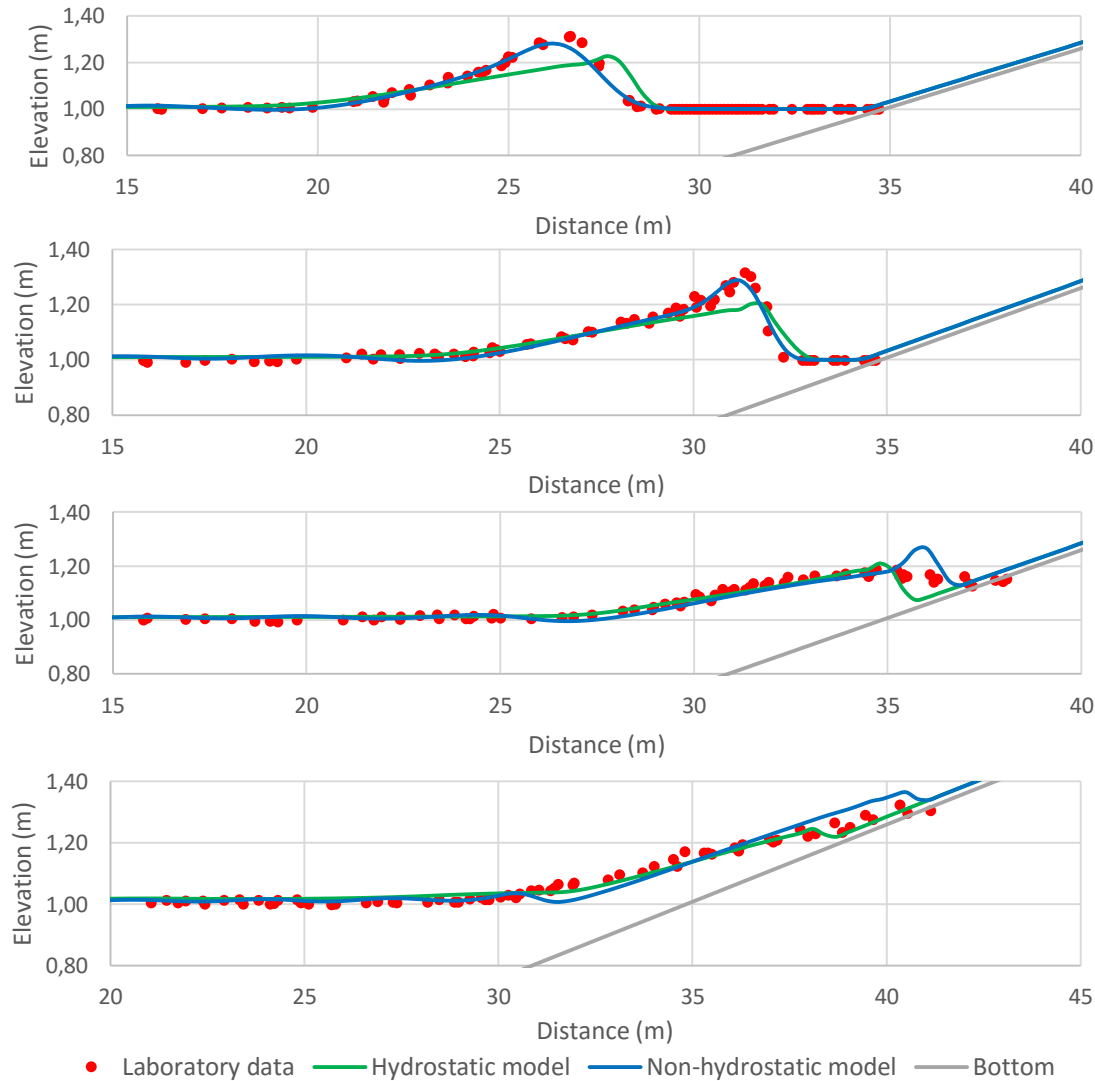 1,40
1,20
1,00
0,80
Elevation (m)
15 20 25 30 35 40
Distance (m)
1,40
1,20
1,00
0,80
Elevation (m)
15 20 25 30 35 40
Distance (m)
1,40
1,20
1,00
0,80
Elevation (m)
15 20 25 30 35 40
Distance (m)
1,40
1,20
1,00
0,80
Elevation (m)
20 25 30 35 40 45
Distance (m)
Laboratory data Hydrostatic model Non-hydrostatic model Bottom